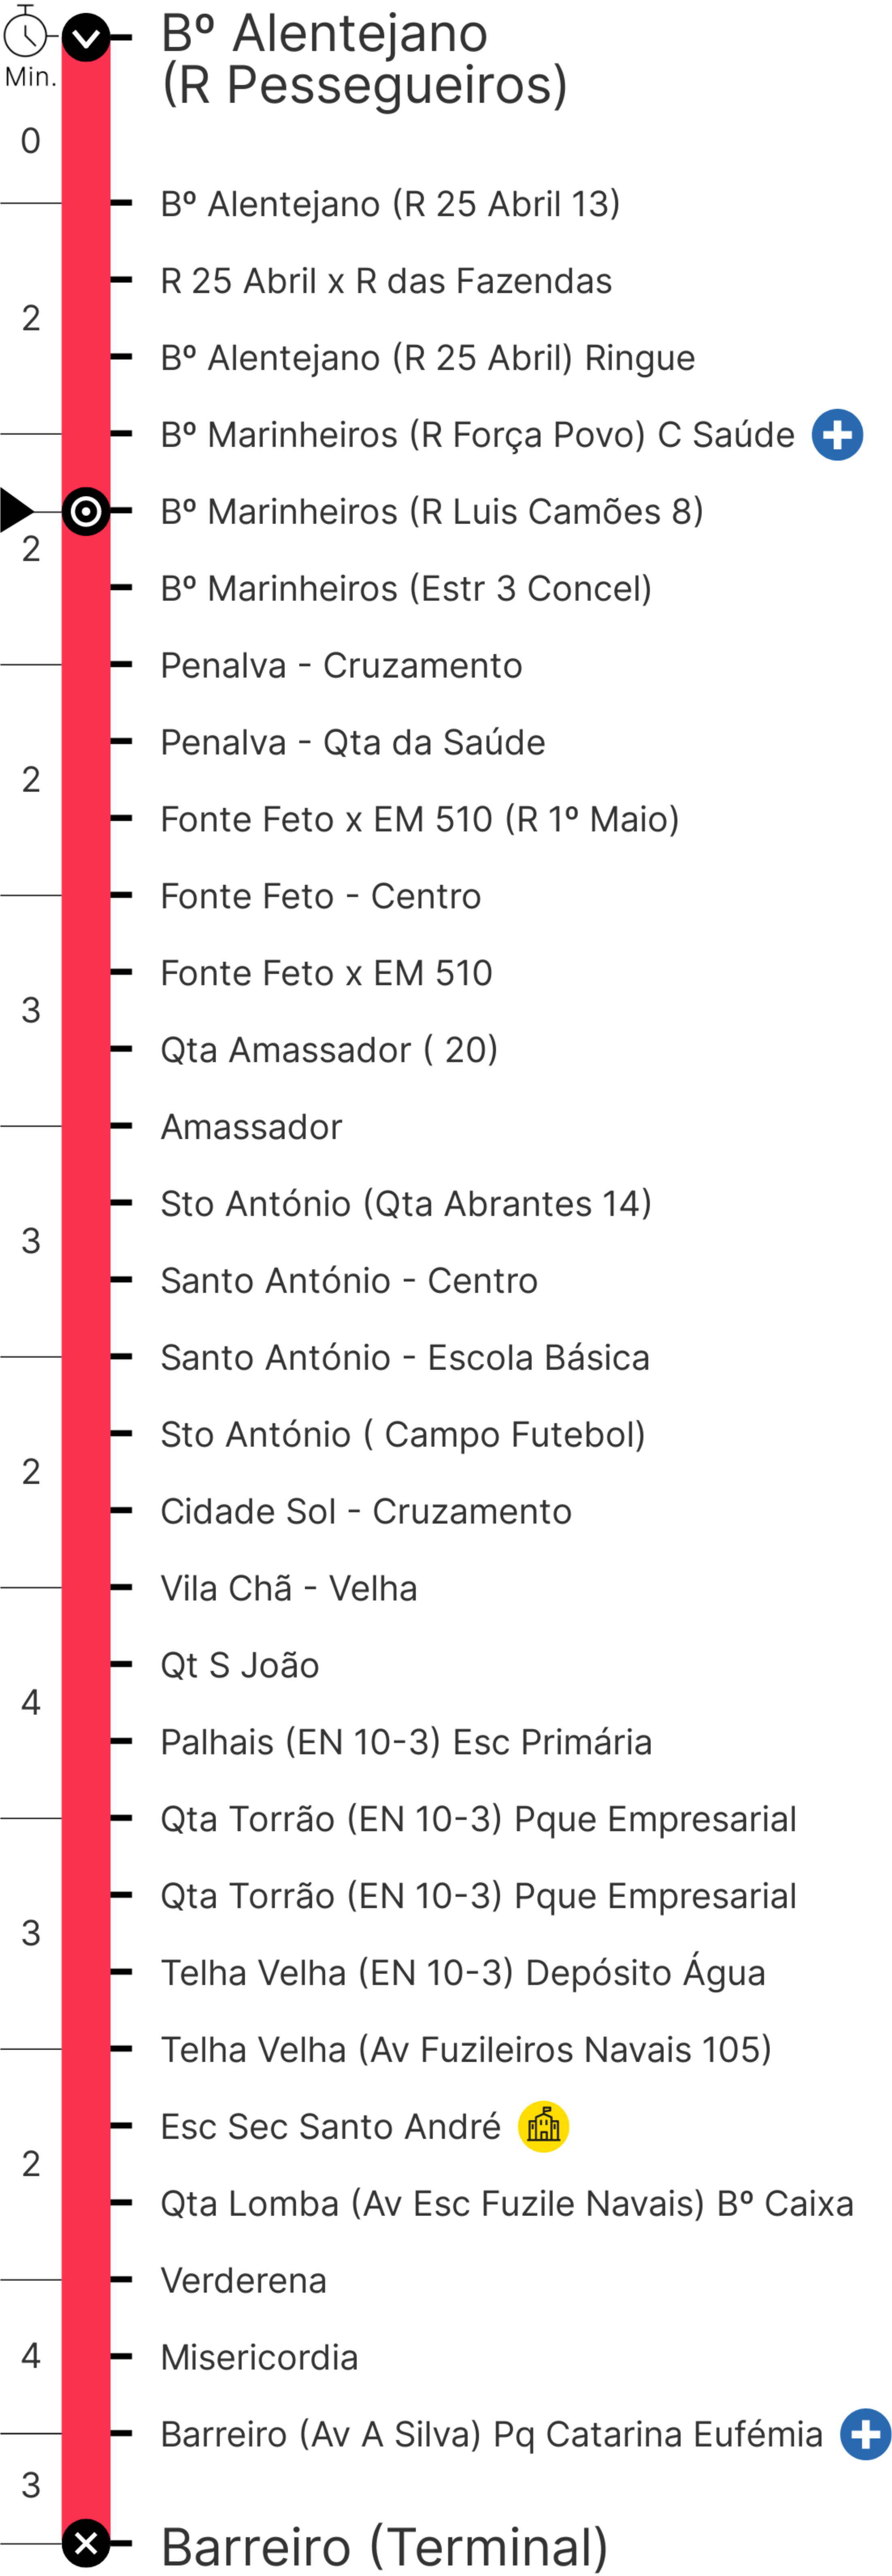 Bº Alentejano
(R Pessegueiros)
Min.
0
Bº Alentejano (R 25 Abril 13)
R 25 Abril x R das Fazendas
2
Bº Alentejano (R 25 Abril) Ringue
Bº Marinheiros (R Força Povo) C Saúde
Bº Marinheiros (R Luis Camões 8)
2
Bº Marinheiros (Estr 3 Concel)
Penalva - Cruzamento
Penalva - Qta da Saúde
2
Fonte Feto x EM 510 (R 1º Maio)
Fonte Feto - Centro
Fonte Feto x EM 510
3
Qta Amassador ( 20)
Amassador
Sto António (Qta Abrantes 14)
3
Santo António - Centro
Santo António - Escola Básica
Sto António ( Campo Futebol)
2
Cidade Sol - Cruzamento
Vila Chã - Velha
Qt S João
4
Palhais (EN 10-3) Esc Primária
Qta Torrão (EN 10-3) Pque Empresarial
Qta Torrão (EN 10-3) Pque Empresarial
3
Telha Velha (EN 10-3) Depósito Água
Telha Velha (Av Fuzileiros Navais 105)
Esc Sec Santo André
2
Qta Lomba (Av Esc Fuzile Navais) Bº Caixa
Verderena
4
Misericordia
Barreiro (Av A Silva) Pq Catarina Eufémia
3
Barreiro (Terminal)